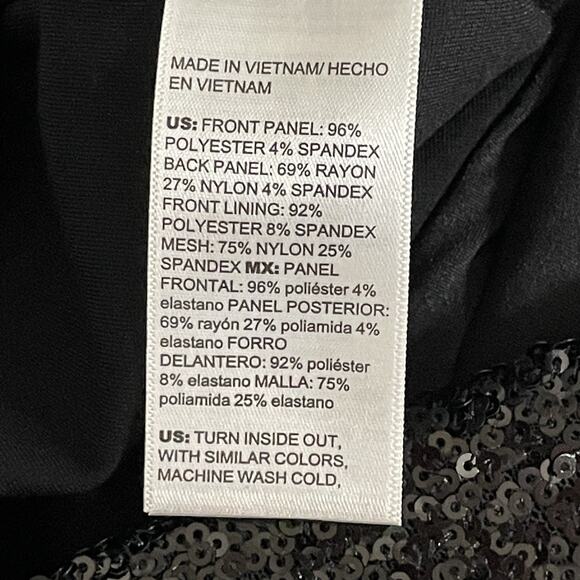 MADE IN VIETNAM/ HECHO
EN VIETNAM
US: FRONT PANEL: 96%
POLYESTER 4% SPANDEX
BACK PANEL: 69% RAYON
27% NYLON 4% SPANDEX
FRONT LINING: 92%
POLYESTER 8% SPANDEX
MESH: 75% NYLON 25%
SPANDEX MX: PANEL
FRONTAL: 96% poliéster 4%
elastano PANEL POSTERIOR:
69% rayón 27% poliamida 4%
elastano FORRO
DELANTERO: 92% poliéster
8% elastano MALLA: 75%
poliamida 25% elastano
US: TURN INSIDE OUT,
WITH SIMILAR COLORS,
MACHINE WASH COLD,